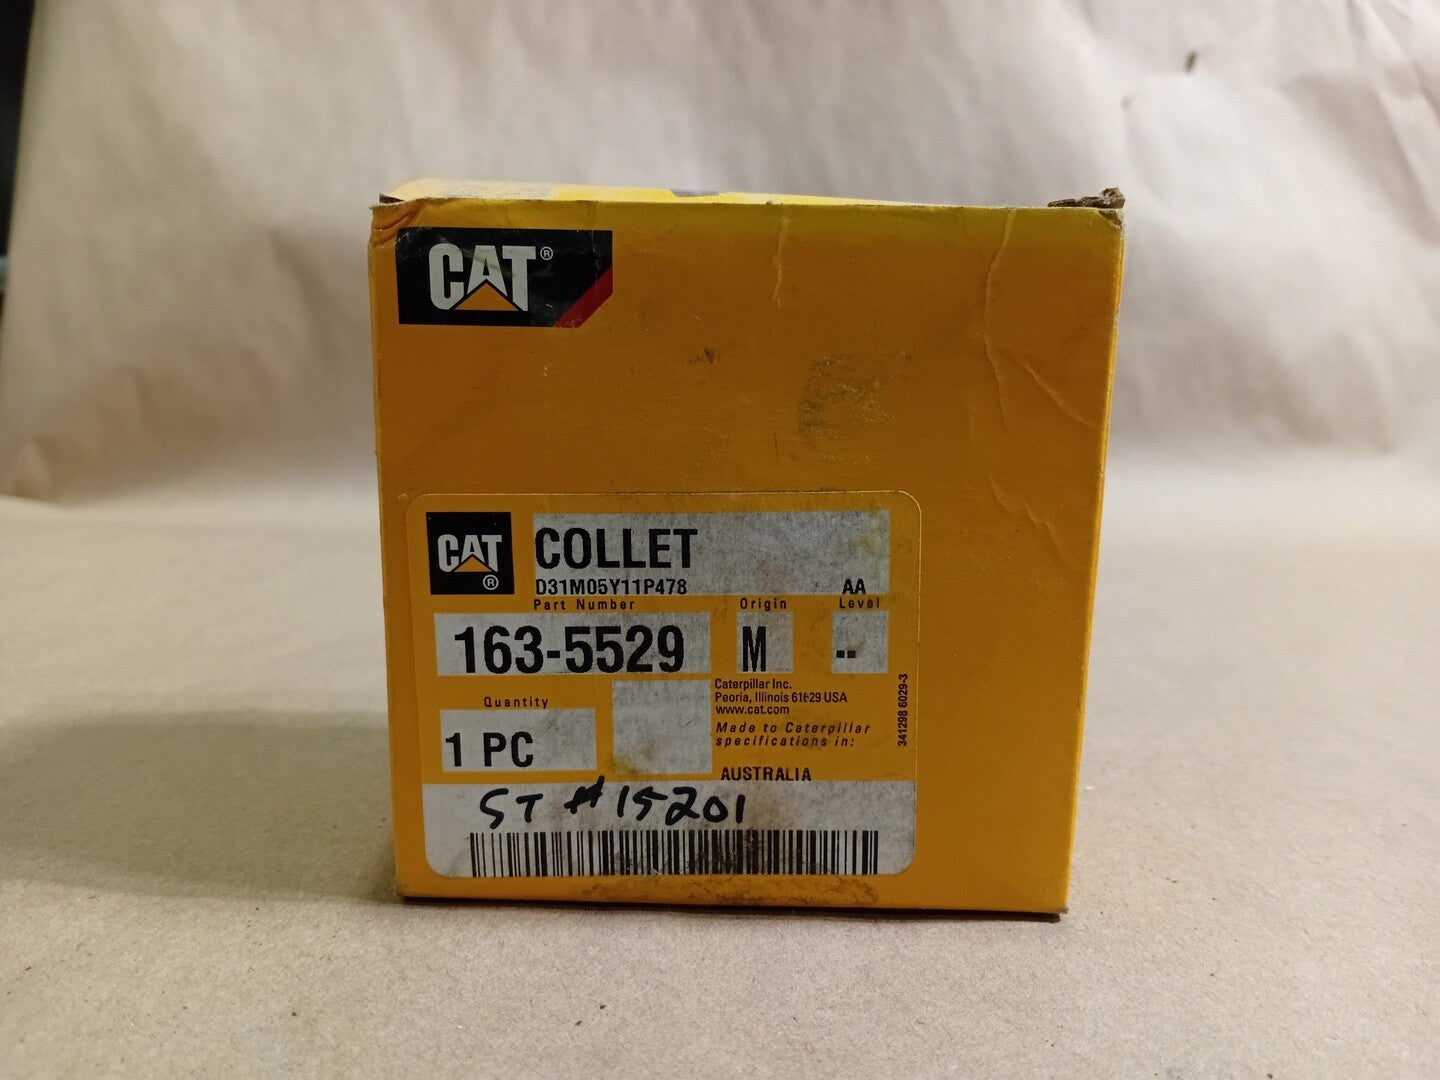 CAT®
CAT®
COLLET
D31M05Y11P478 AA
Part Number Origin Level
163-5529 M --
Quantity
1 PC
Caterpillar Inc.
Peoria, Illinois 61629 USA
www.cat.com
Made to Caterpillar
specifications in:
AUSTRALIA
341298 6029-3
ST #15201